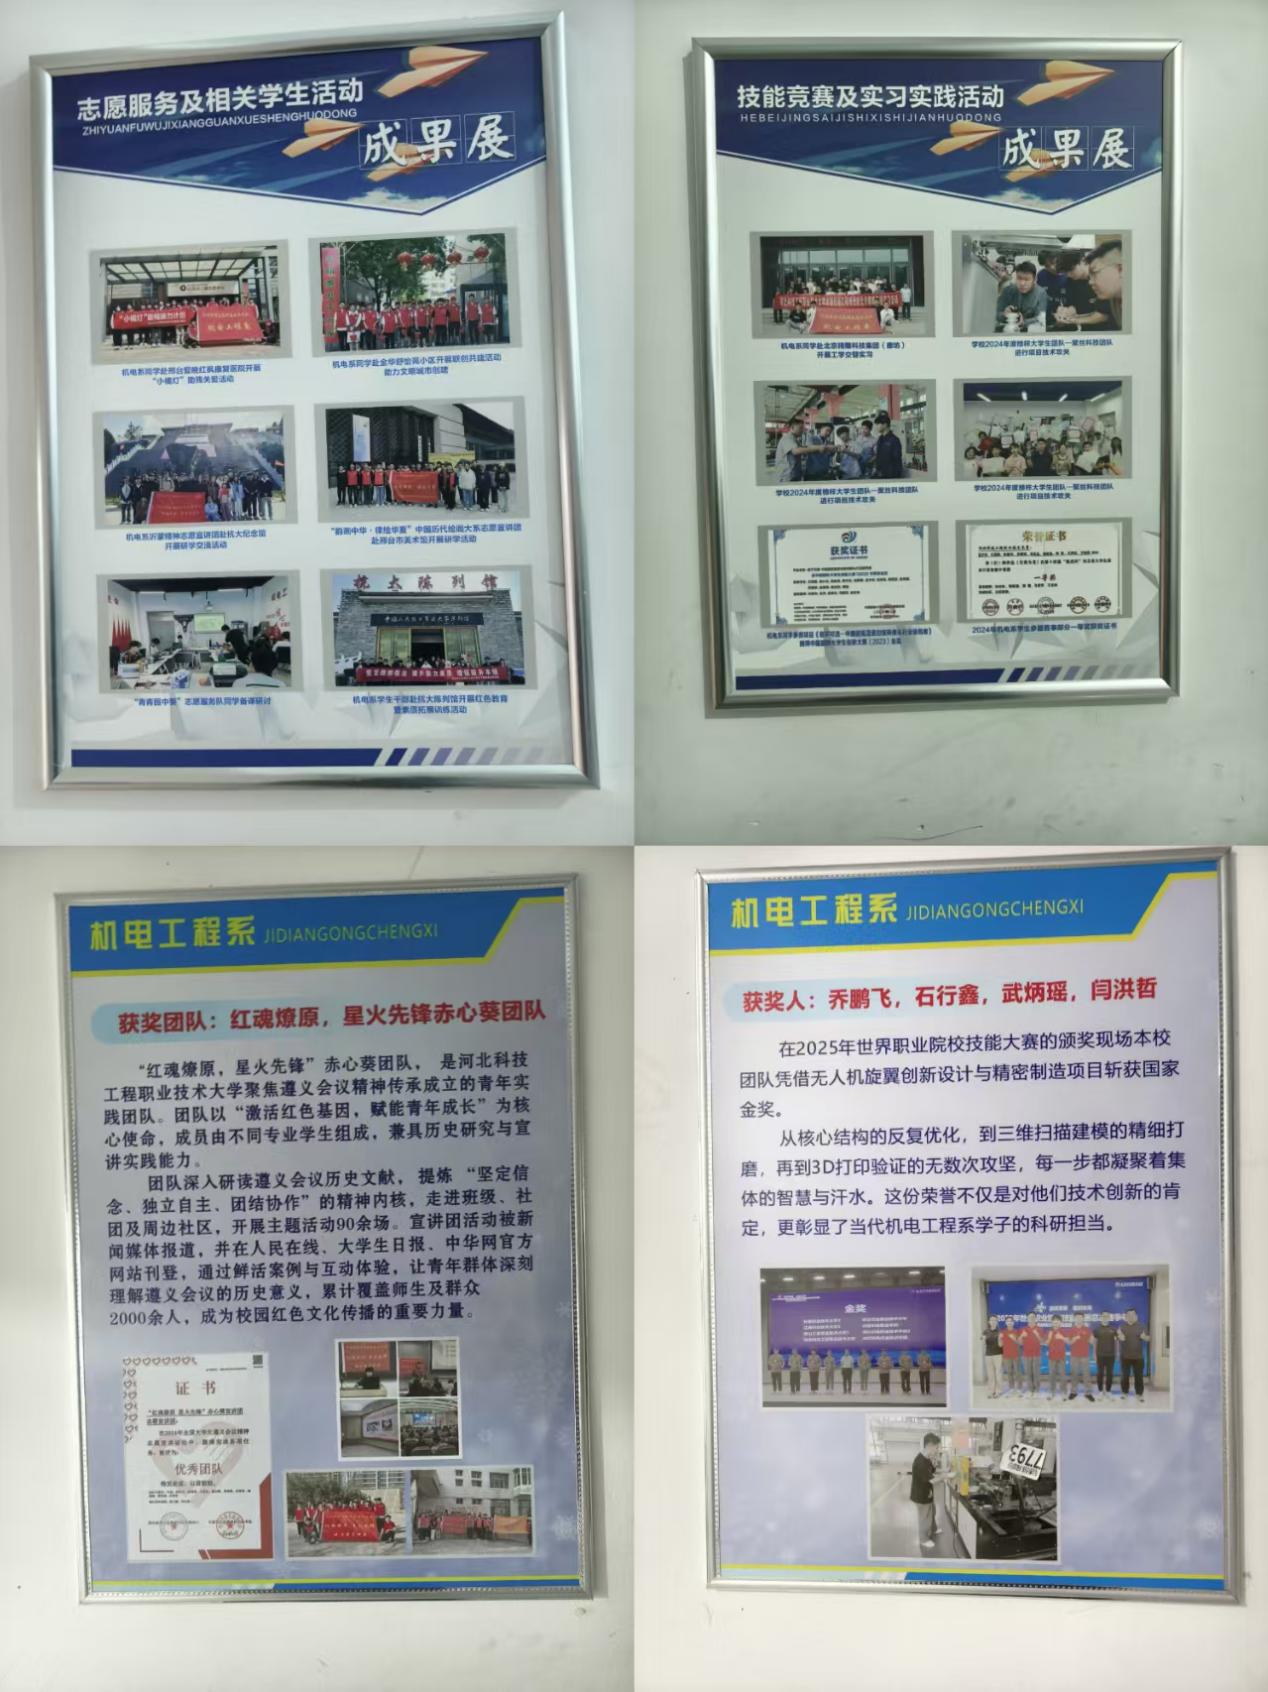 志愿服务及相关学生活动
ZHIYUANFUWUJIXIANGGUANXUESHENGHUODONG
成果展
“小橘灯”
机电系同学赴邢台爱晚红枫康复医院开展
“小橘灯”助残关爱活动
机电系同学赴金华舒怡苑小区开展联创共建活动
助力文明城市创建
机电系沂蒙精神志愿宣讲团赴抗大纪念馆
开展研学交流活动
“韵画中华·律绘华夏”中国历代绘画大系志愿宣讲团
赴邢台市美术馆开展研学活动
抗大陈列馆
“青青园中葵”志愿服务队同学备课研讨
机电系学生干部赴抗大陈列馆开展红色教育
暨素质拓展训练活动
技能竞赛及实习实践活动
HEBEIJINGSAIJISHIXISHIJIANHUODONG
成果展
机电系同学赴北京精雕科技集团（廊坊）
开展工学交替实习
学校2024年度榜样大学生团队—聚丝科技团队
进行项目技术攻关
学校2024年度榜样大学生团队—聚丝科技团队
进行项目技术攻关
学校2024年度榜样大学生团队—聚丝科技团队
进行项目技术攻关
获奖证书
荣誉证书
一等奖
2024年机电系学生参赛赛事部分一等奖获奖证书
机电工程系 JIDIANGONGCHENGXI
获奖团队：红魂燎原，星火先锋赤心葵团队
“红魂燎原，星火先锋”赤心葵团队，是河北科技
工程职业技术大学聚焦遵义会议精神传承成立的青年实
践团队。团队以“激活红色基因，赋能青年成长”为核
心使命，成员由不同专业学生组成，兼具历史研究与宣
讲实践能力。
团队深入研读遵义会议历史文献，提炼“坚定信
念、独立自主、团结协作”的精神内核，走进班级、社
团及周边社区，开展主题活动90余场。宣讲团活动被新
闻媒体报道，并在人民在线、大学生日报、中华网官方
网站刊登，通过鲜活案例与互动体验，让青年群体深刻
理解遵义会议的历史意义，累计覆盖师生及群众
2000余人，成为校园红色文化传播的重要力量。
证书
优秀团队
机电工程系 JIDIANGONGCHENGXI
获奖人：乔鹏飞，石行鑫，武炳瑶，闫洪哲
在2025年世界职业院校技能大赛的颁奖现场本校
团队凭借无人机旋翼创新设计与精密制造项目斩获国家
金奖。
从核心结构的反复优化，到三维扫描建模的精细打
磨，再到3D打印验证的无数次攻坚，每一步都凝聚着集
体的智慧与汗水。这份荣誉不仅是对他们技术创新的肯
定，更彰显了当代机电工程系学子的科研担当。
金奖
7793